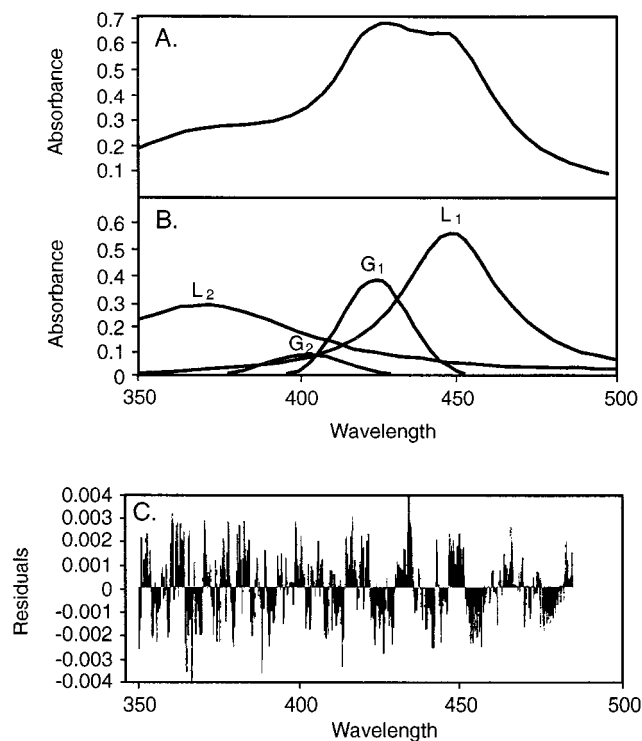 A.
Absorbance
0.7
0.6
0.5
0.4
0.3
0.2
0.1
B.
Absorbance
0.6
0.5
0.4
0.3
0.2
0.1
0
L2
G2
G1
L1
350 400 450 500
Wavelength
C.
Residuals
0.004
0.003
0.002
0.001
0
-0.001
-0.002
-0.003
-0.004
350 400 450 500
Wavelength